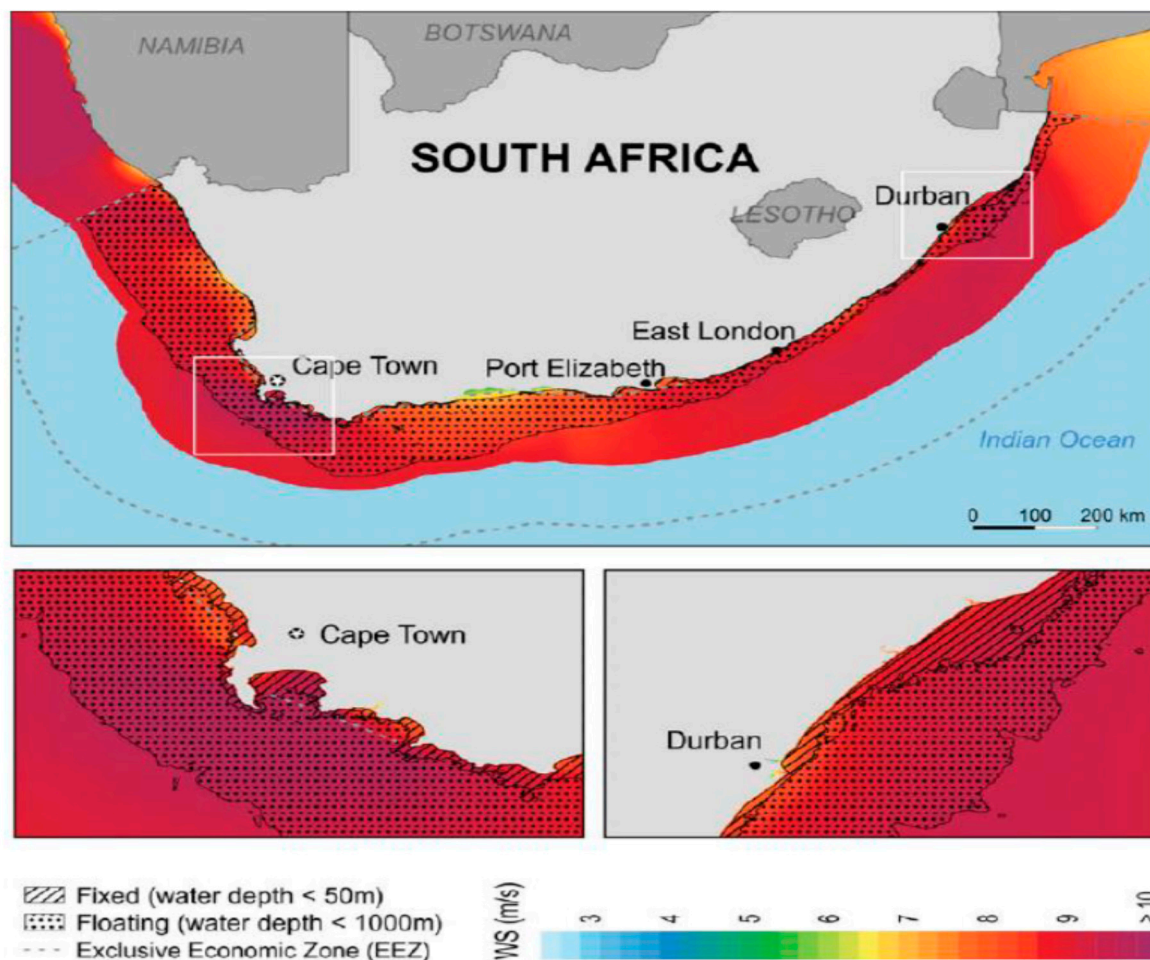 NAMIBIA
BOTSWANA
SOUTH AFRICA
LESOTHO
Durban
East London
Port Elizabeth
Cape Town
Indian Ocean
0 100 200 km
Cape Town
Durban
Fixed (water depth < 50m)
Floating (water depth < 1000m)
Exclusive Economic Zone (EEZ)
WS (m/s)
3 4 5 6 7 8 9 >10